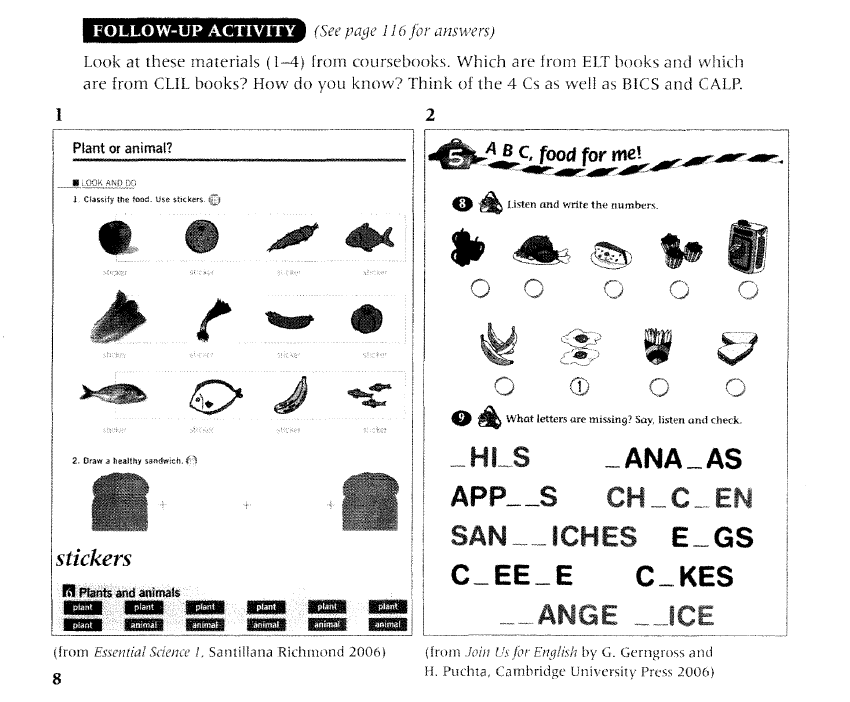 FOLLOW-UP ACTIVITY (See page 116 for answers)
Look at these materials (1–4) from coursebooks. Which are from ELT books and which
are from CLIL books? How do you know? Think of the 4 Cs as well as BICS and CALP.
1
Plant or animal?
LOOK AND DO
1. Classify the food. Use stickers.
sticker sticker sticker sticker
sticker sticker sticker sticker
sticker sticker sticker sticker
2. Draw a healthy sandwich.
+ + +
stickers
6 Plants and animals
plant plant plant plant plant plant
plant animal animal animal animal animal
(from Essential Science 1, Santillana Richmond 2006)
2
5 A B C, food for me!
8 Listen and write the numbers.
1
9 What letters are missing? Say, listen and check.
_HI_S _ANA_AS
APP__S CH_C_EN
SAN__ICHES E_GS
C_EE_E C_KES
__ANGE __ICE
(from Join Us for English by G. Gerngross and
H. Puchta, Cambridge University Press 2006)
8